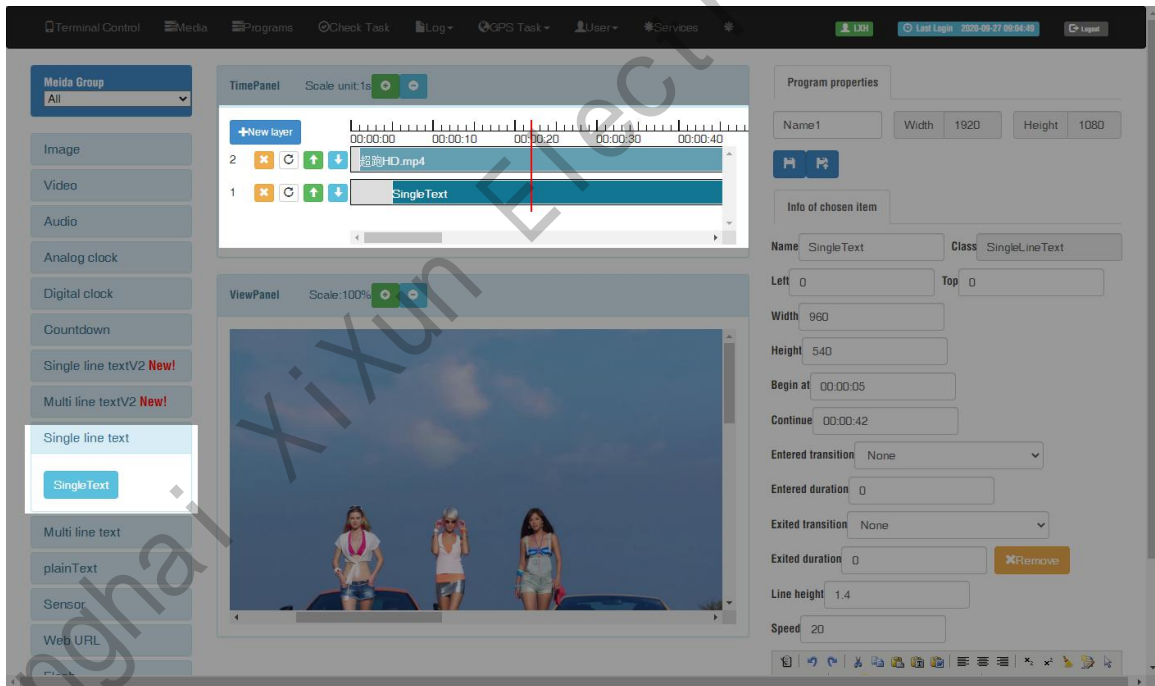 Terminal Control Media Programs Check Task Log GPS Task User Services LXH Last Login 2020-09-27 09:04:49 Logout
Meida Group
All
Image
Video
Audio
Analog clock
Digital clock
Countdown
Single line textV2 New!
Multi line textV2 New!
Single line text
SingleText
Multi line text
plainText
Sensor
Web URL
TimePanel Scale unit:1s
New layer
00:00:00 00:00:10 00:00:20 00:00:30 00:00:40
2 超跑HD.mp4
1 SingleText
ViewPanel Scale:100%
Program properties
Name1 Width 1920 Height 1080
Info of chosen item
Name SingleText Class SingleLineText
Left 0 Top 0
Width 960
Height 540
Begin at 00:00:05
Continue 00:00:42
Entered transition None
Entered duration 0
Exited transition None
Exited duration 0 Remove
Line height 1.4
Speed 20
nghai XiXun Elect